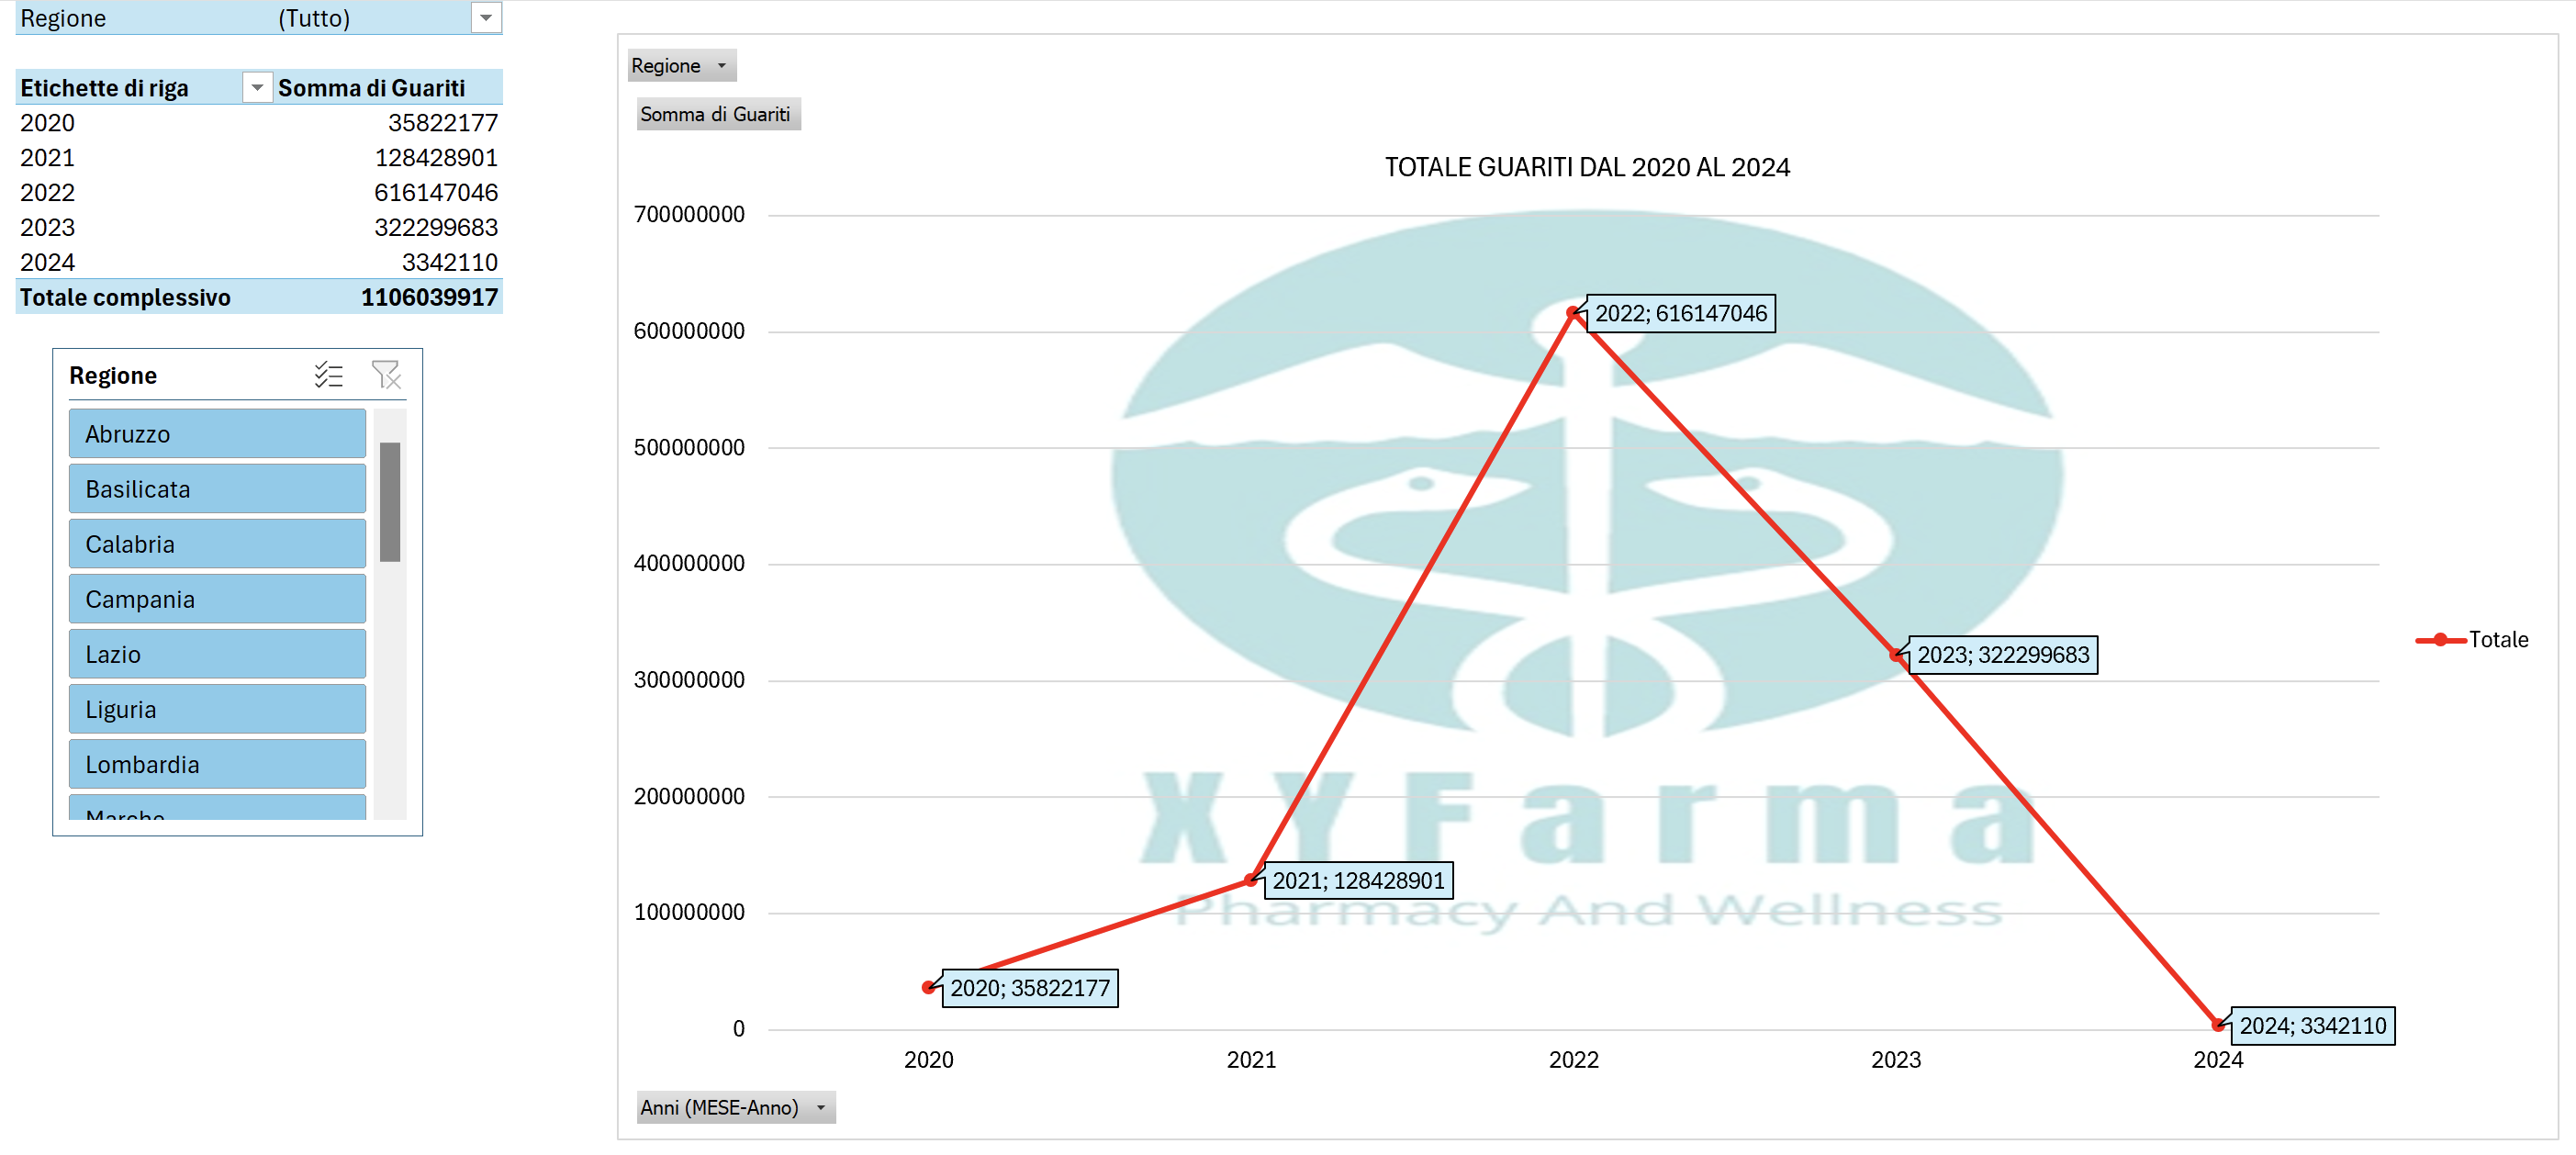 Regione (Tutto)
Etichette di riga Somma di Guariti
2020 35822177
2021 128428901
2022 616147046
2023 322299683
2024 3342110
Totale complessivo 1106039917
Regione
Abruzzo
Basilicata
Calabria
Campania
Lazio
Liguria
Lombardia
Marche
Regione
Somma di Guariti
TOTALE GUARITI DAL 2020 AL 2024
700000000
600000000
500000000
400000000
300000000
200000000
100000000
0
2022; 616147046
2023; 322299683
2021; 128428901
2020; 35822177
2024; 3342110
XYFarma
Pharmacy And Wellness
Totale
2020 2021 2022 2023 2024
Anni (MESE-Anno)